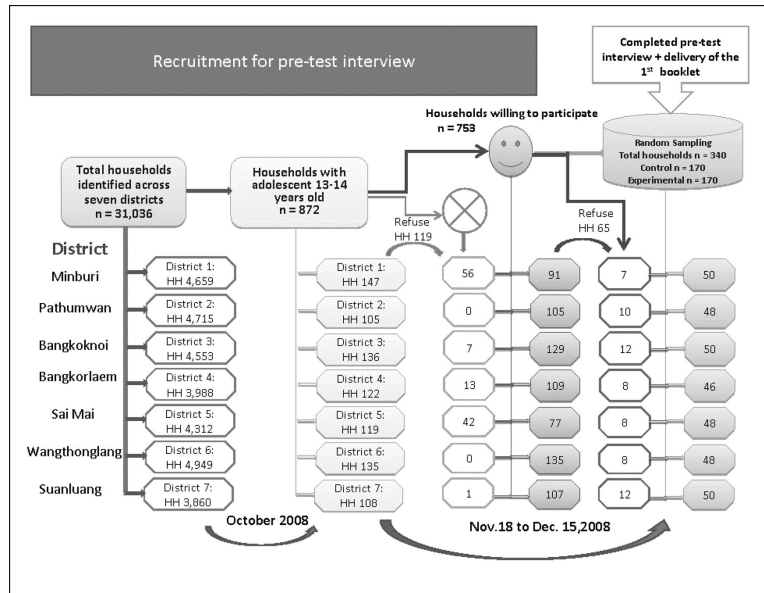 Recruitment for pre-test interview
Completed pre-test
interview + delivery of the
1st booklet
Households willing to participate
n = 753
Random Sampling
Total households n = 340
Control n = 170
Experimental n = 170
Total households
identified across
seven districts
n = 31,036
Households with
adolescent 13-14
years old
n = 872
Refuse
HH 119
Refuse
HH 65
District
Minburi
District 1:
HH 4,659
District 1:
HH 147
56
91
7
50
Pathumwan
District 2:
HH 4,715
District 2:
HH 105
0
105
10
48
Bangkoknoi
District 3:
HH 4,553
District 3:
HH 136
7
129
12
50
Bangkorlaem
District 4:
HH 3,988
District 4:
HH 122
13
109
8
46
Sai Mai
District 5:
HH 4,312
District 5:
HH 119
42
77
8
48
Wangthonglang
District 6:
HH 4,949
District 6:
HH 135
0
135
8
48
Suanluang
District 7:
HH 3,860
District 7:
HH 108
1
107
12
50
October 2008
Nov.18 to Dec. 15,2008